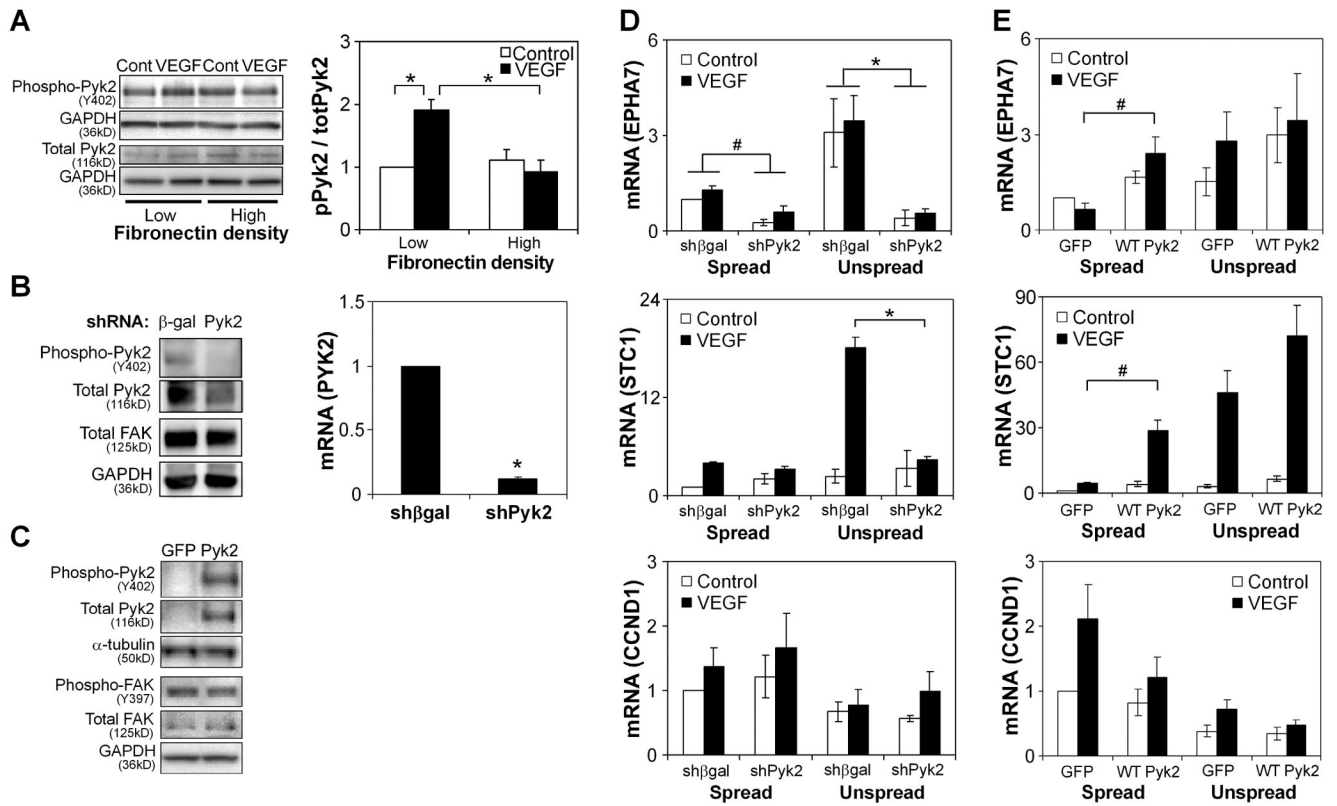 A
Cont VEGF Cont VEGF
Phospho-Pyk2
(Y402)
GAPDH
(36kD)
Total Pyk2
(116kD)
GAPDH
(36kD)
Low High
Fibronectin density
pPyk2 / totPyk2
3
2
1
0
Control
VEGF
*
*
Low High
Fibronectin density
B
shRNA: β-gal Pyk2
Phospho-Pyk2
(Y402)
Total Pyk2
(116kD)
Total FAK
(125kD)
GAPDH
(36kD)
mRNA (PYK2)
1.5
1
0.5
0
*
shβgal shPyk2
C
GFP Pyk2
Phospho-Pyk2
(Y402)
Total Pyk2
(116kD)
α-tubulin
(50kD)
Phospho-FAK
(Y397)
Total FAK
(125kD)
GAPDH
(36kD)
D
mRNA (EPHA7)
6
3
0
Control
VEGF
#
*
shβgal shPyk2 shβgal shPyk2
Spread Unspread
mRNA (STC1)
24
12
0
Control
VEGF
*
shβgal shPyk2 shβgal shPyk2
Spread Unspread
mRNA (CCND1)
3
2
1
0
Control
VEGF
shβgal shPyk2 shβgal shPyk2
Spread Unspread
E
mRNA (EPHA7)
6
3
0
Control
VEGF
#
GFP WT Pyk2 GFP WT Pyk2
Spread Unspread
mRNA (STC1)
90
60
30
0
Control
VEGF
#
GFP WT Pyk2 GFP WT Pyk2
Spread Unspread
mRNA (CCND1)
3
2
1
0
Control
VEGF
GFP WT Pyk2 GFP WT Pyk2
Spread Unspread